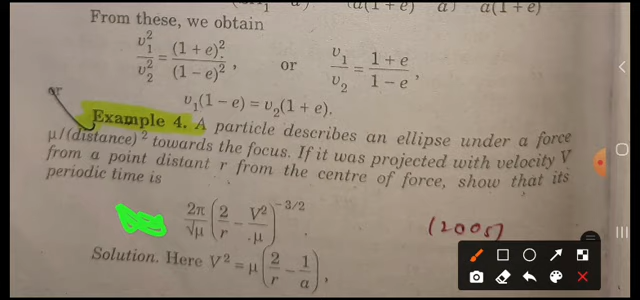 a(1+e)
From these, we obtain
v₁²/v₂² = (1+e)²/(1−e)², or v₁/v₂ = (1+e)/(1−e),
or v₁(1−e) = v₂(1+e).
Example 4. A particle describes an ellipse under a force
μ/(distance)² towards the focus. If it was projected with velocity V
from a point distant r from the centre of force, show that its
periodic time is
2π/√μ (2/r − V²/μ)^−3/2.
(2005)
Solution. Here V² = μ(2/r − 1/a),